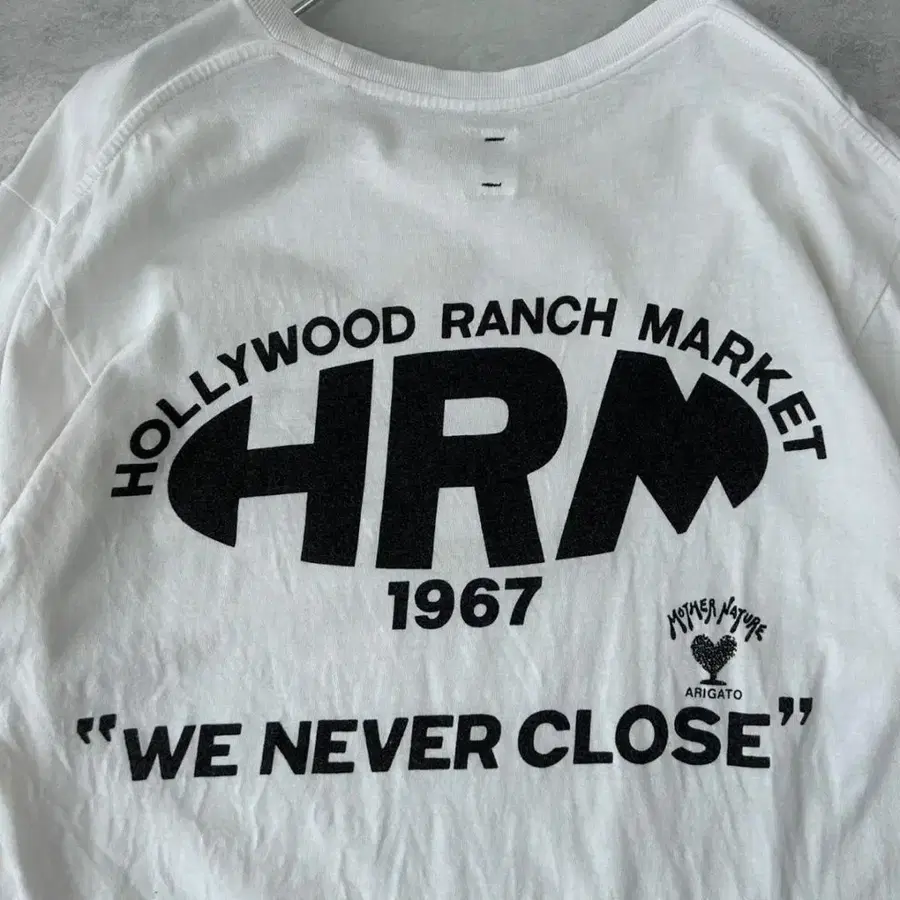 HOLLYWOOD RANCH MARKET
HRM
1967
MOTHER NATURE
ARIGATO
"WE NEVER CLOSE"